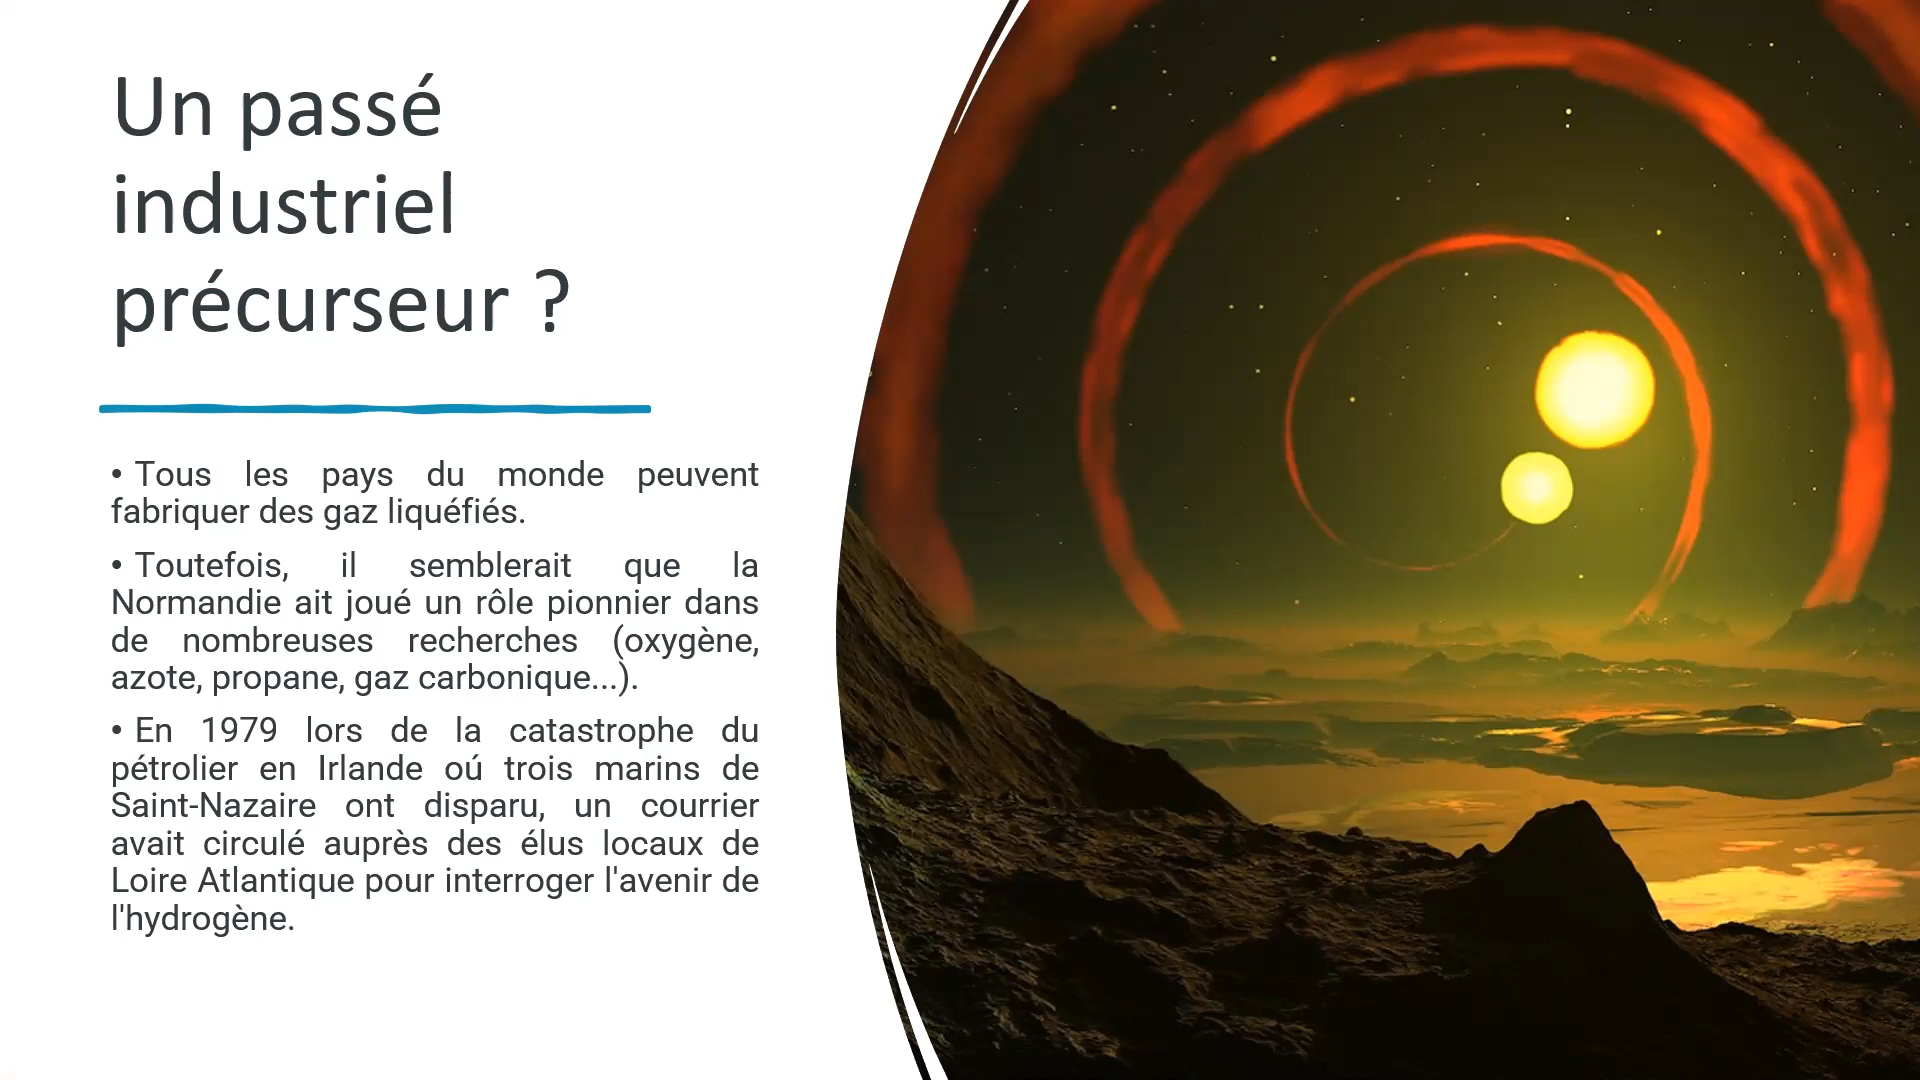 Un passé
industriel
précurseur ?
• Tous les pays du monde peuvent
fabriquer des gaz liquéfiés.
• Toutefois, il semblerait que la
Normandie ait joué un rôle pionnier dans
de nombreuses recherches (oxygène,
azote, propane, gaz carbonique...).
• En 1979 lors de la catastrophe du
pétrolier en Irlande oú trois marins de
Saint-Nazaire ont disparu, un courrier
avait circulé auprès des élus locaux de
Loire Atlantique pour interroger l'avenir de
l'hydrogène.